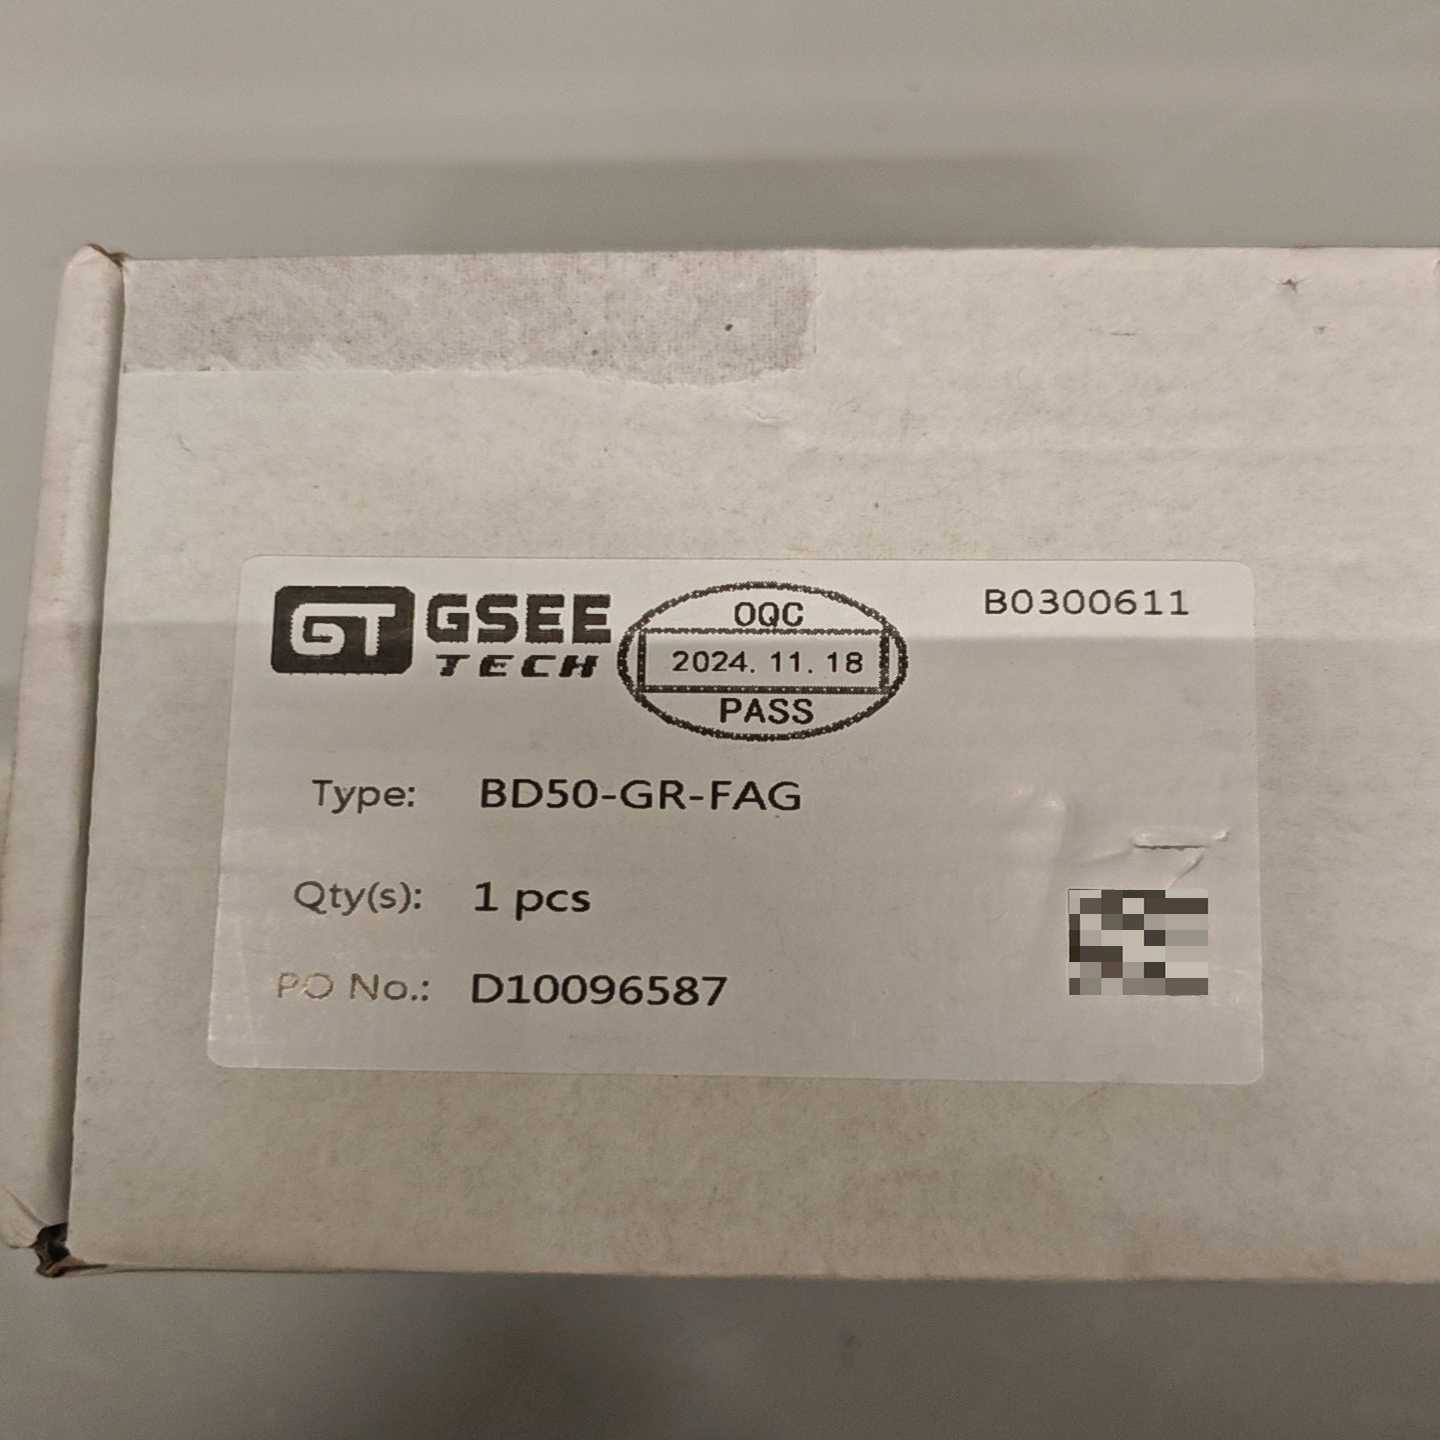 GT GSEE
TECH
OQC
2024. 11. 18
PASS
B0300611
Type: BD50-GR-FAG
Qty(s): 1 pcs
PO No.: D10096587